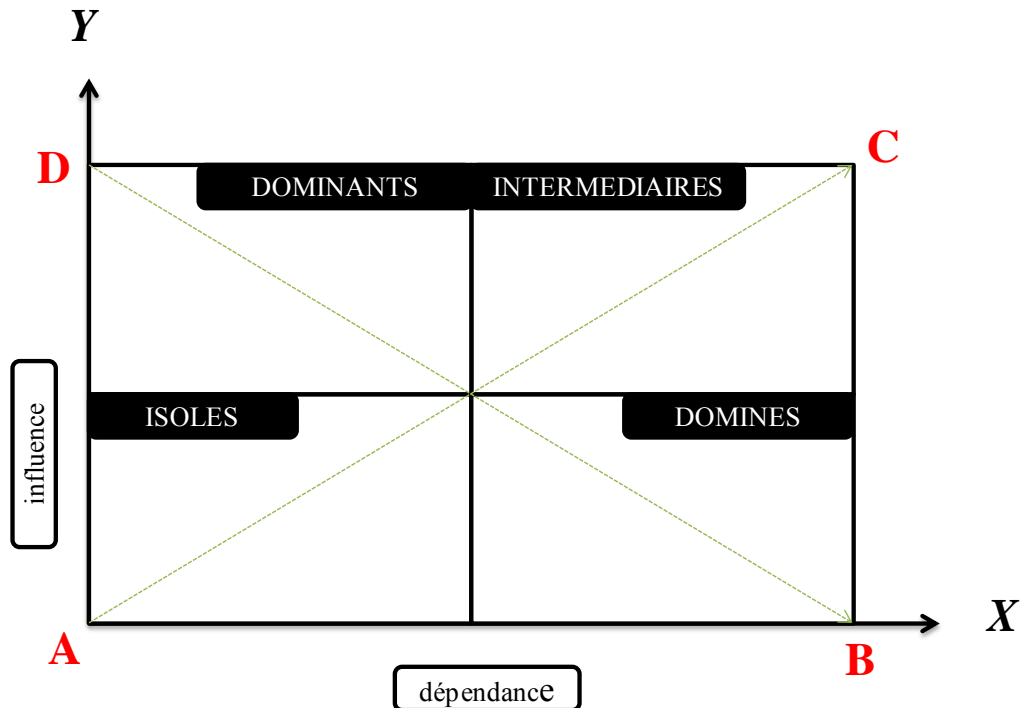 Y
D
C
DOMINANTS
INTERMEDIAIRES
ISOLES
DOMINES
influence
A
X
B
dépendance